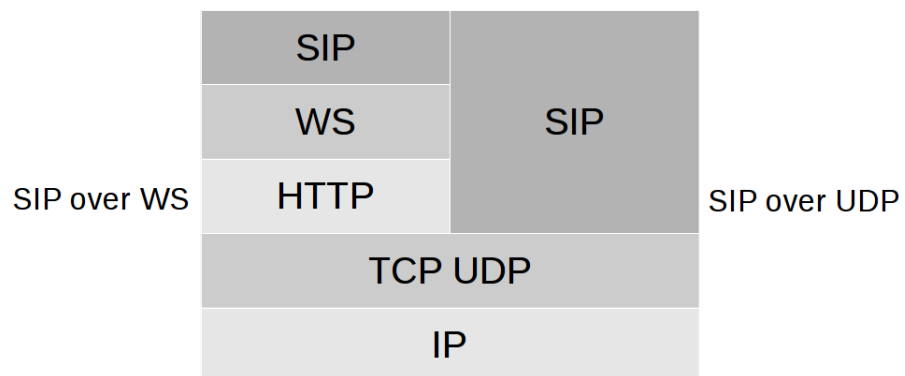 SIP
WS
SIP
SIP over WS
HTTP
SIP over UDP
TCP UDP
IP